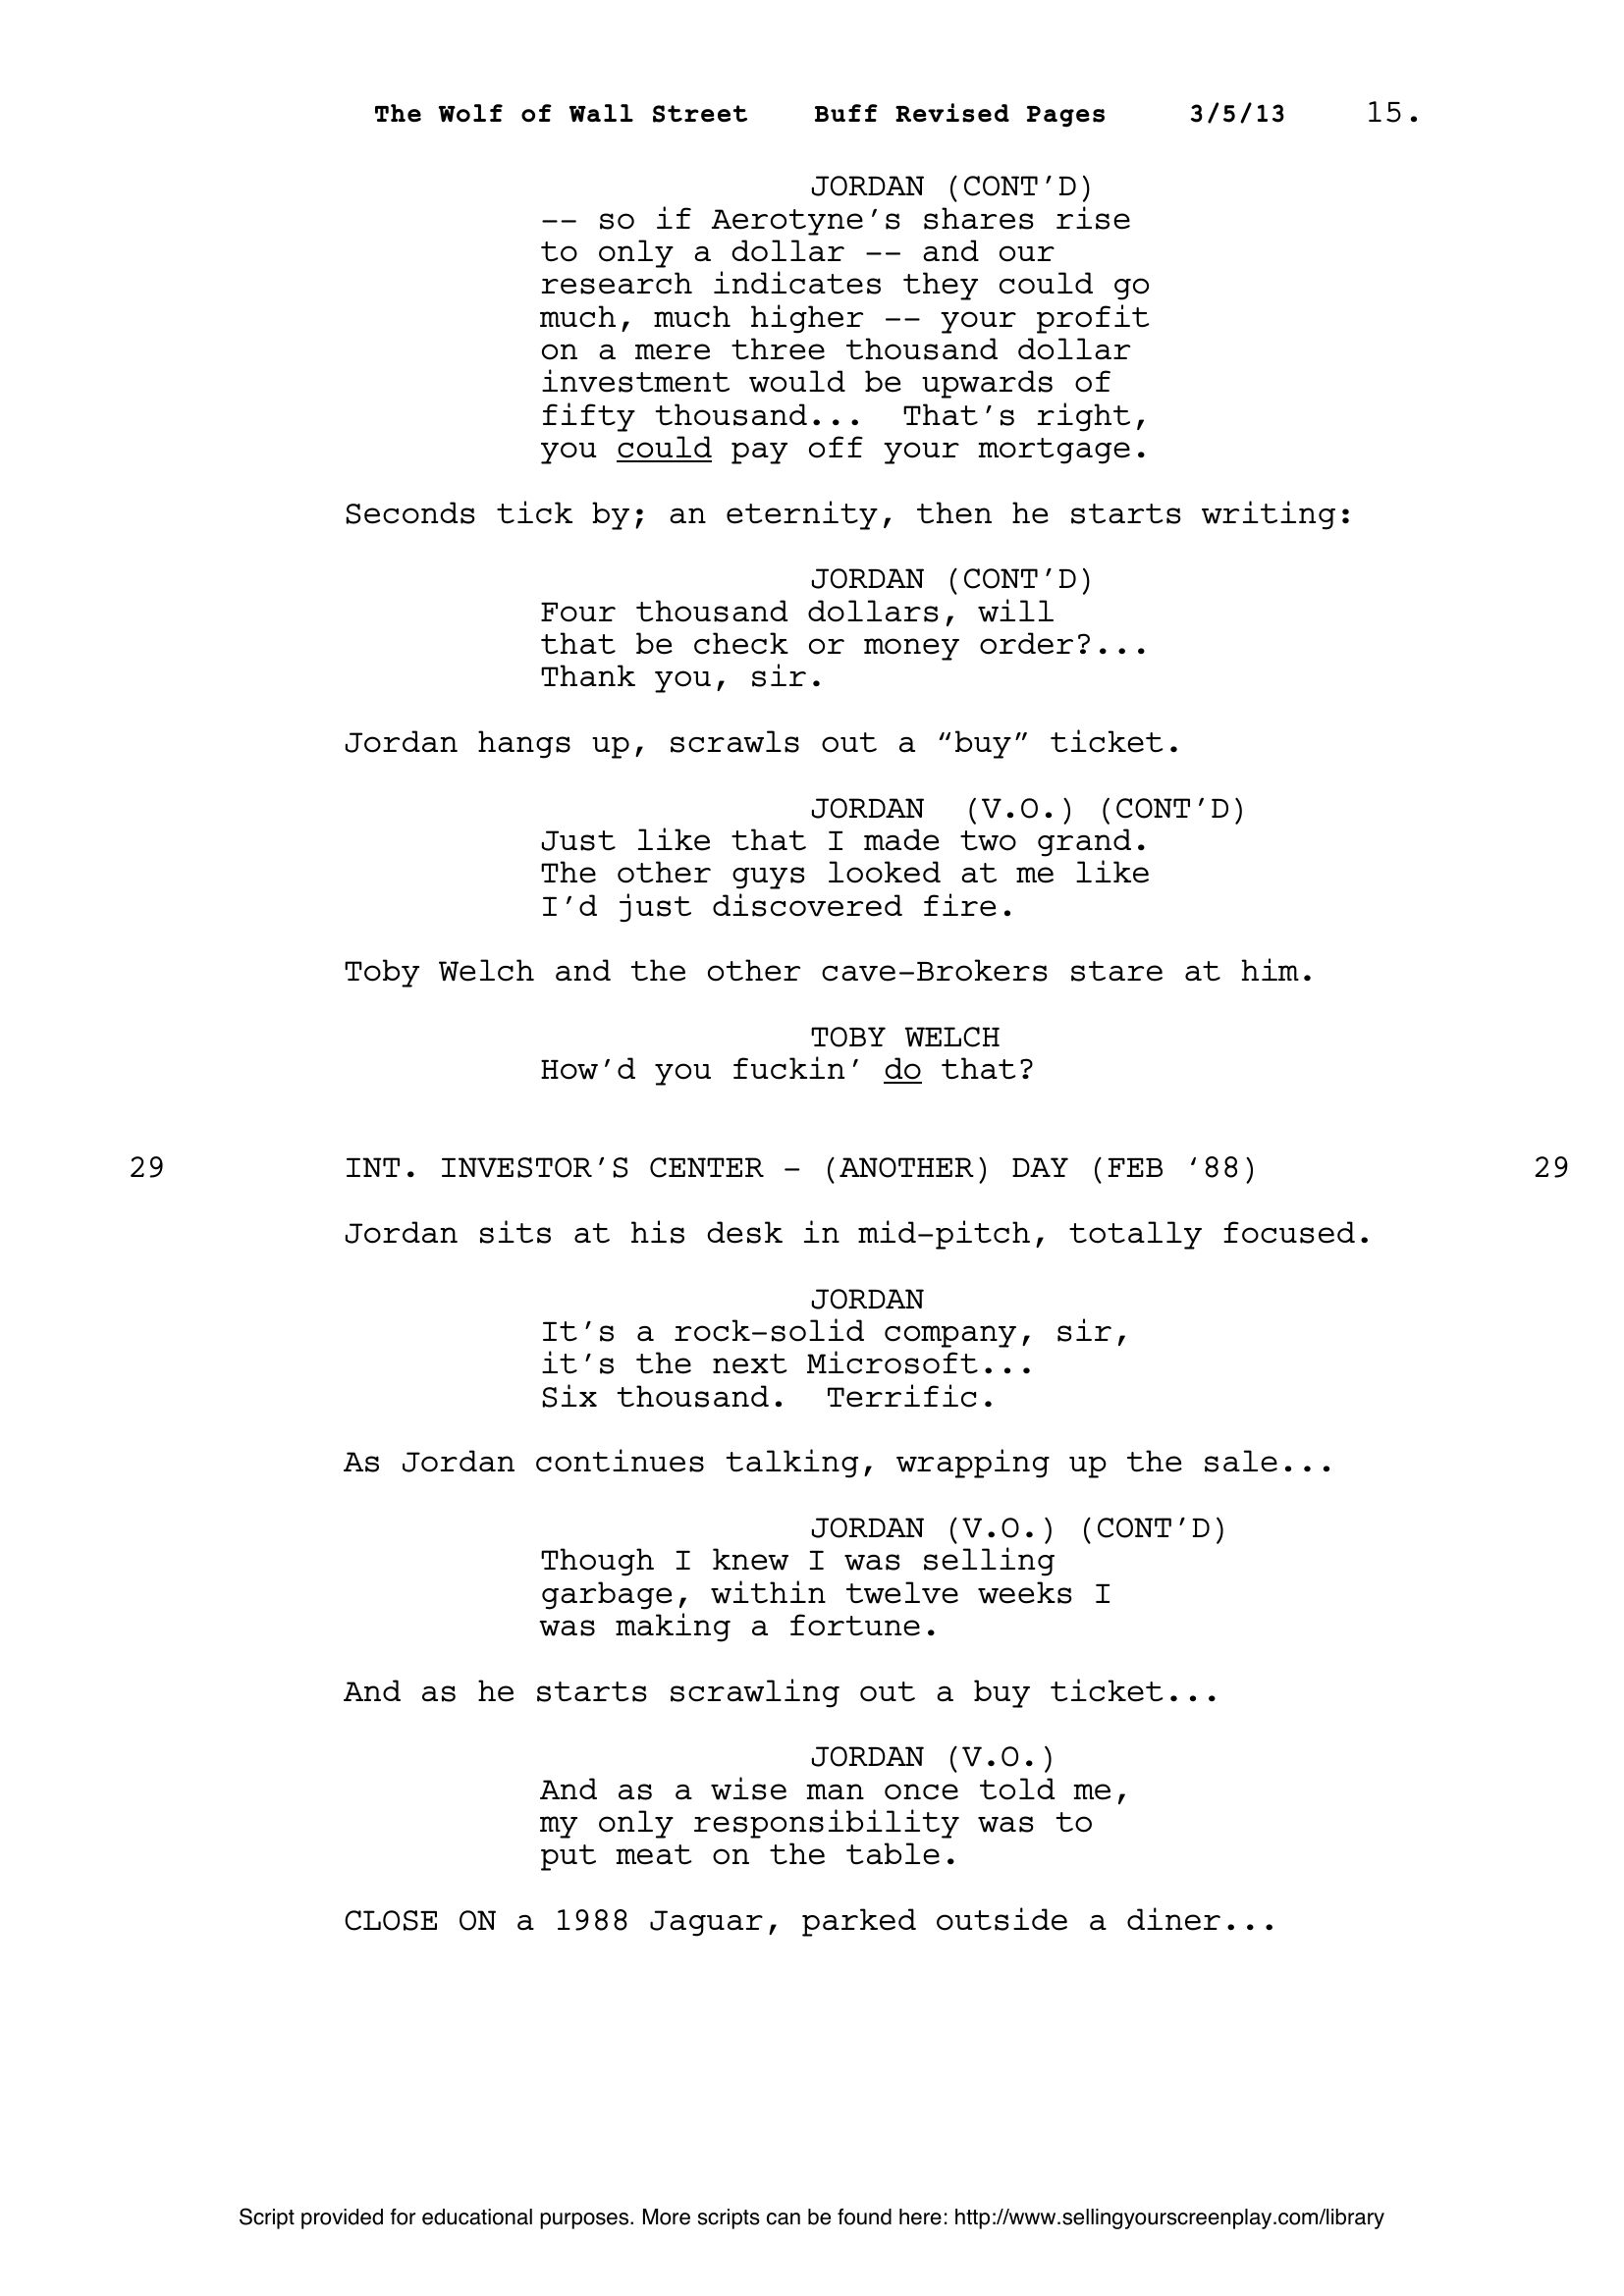 The Wolf of Wall Street    Buff Revised Pages    3/5/13    15.
JORDAN (CONT’D)
-- so if Aerotyne’s shares rise
to only a dollar -- and our
research indicates they could go
much, much higher -- your profit
on a mere three thousand dollar
investment would be upwards of
fifty thousand...  That’s right,
you could pay off your mortgage.
Seconds tick by; an eternity, then he starts writing:
JORDAN (CONT’D)
Four thousand dollars, will
that be check or money order?...
Thank you, sir.
Jordan hangs up, scrawls out a “buy” ticket.
JORDAN  (V.O.) (CONT’D)
Just like that I made two grand.
The other guys looked at me like
I’d just discovered fire.
Toby Welch and the other cave-Brokers stare at him.
TOBY WELCH
How’d you fuckin’ do that?
29    INT. INVESTOR’S CENTER - (ANOTHER) DAY (FEB ‘88)    29
Jordan sits at his desk in mid-pitch, totally focused.
JORDAN
It’s a rock-solid company, sir,
it’s the next Microsoft...
Six thousand.  Terrific.
As Jordan continues talking, wrapping up the sale...
JORDAN (V.O.) (CONT’D)
Though I knew I was selling
garbage, within twelve weeks I
was making a fortune.
And as he starts scrawling out a buy ticket...
JORDAN (V.O.)
And as a wise man once told me,
my only responsibility was to
put meat on the table.
CLOSE ON a 1988 Jaguar, parked outside a diner...
Script provided for educational purposes. More scripts can be found here: http://www.sellingyourscreenplay.com/library